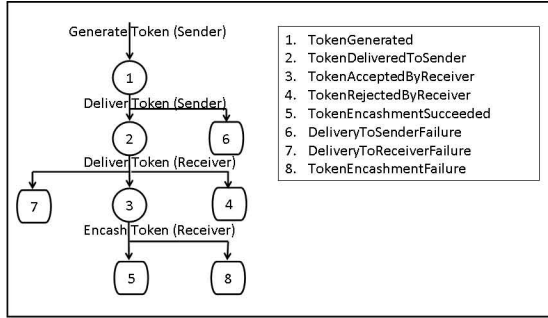 Generate Token (Sender)
1
Deliver Token (Sender)
2
6
Deliver Token (Receiver)
7
3
4
Encash Token (Receiver)
5
8
1. TokenGenerated
2. TokenDeliveredToSender
3. TokenAcceptedByReceiver
4. TokenRejectedByReceiver
5. TokenEncashmentSucceeded
6. DeliveryToSenderFailure
7. DeliveryToReceiverFailure
8. TokenEncashmentFailure